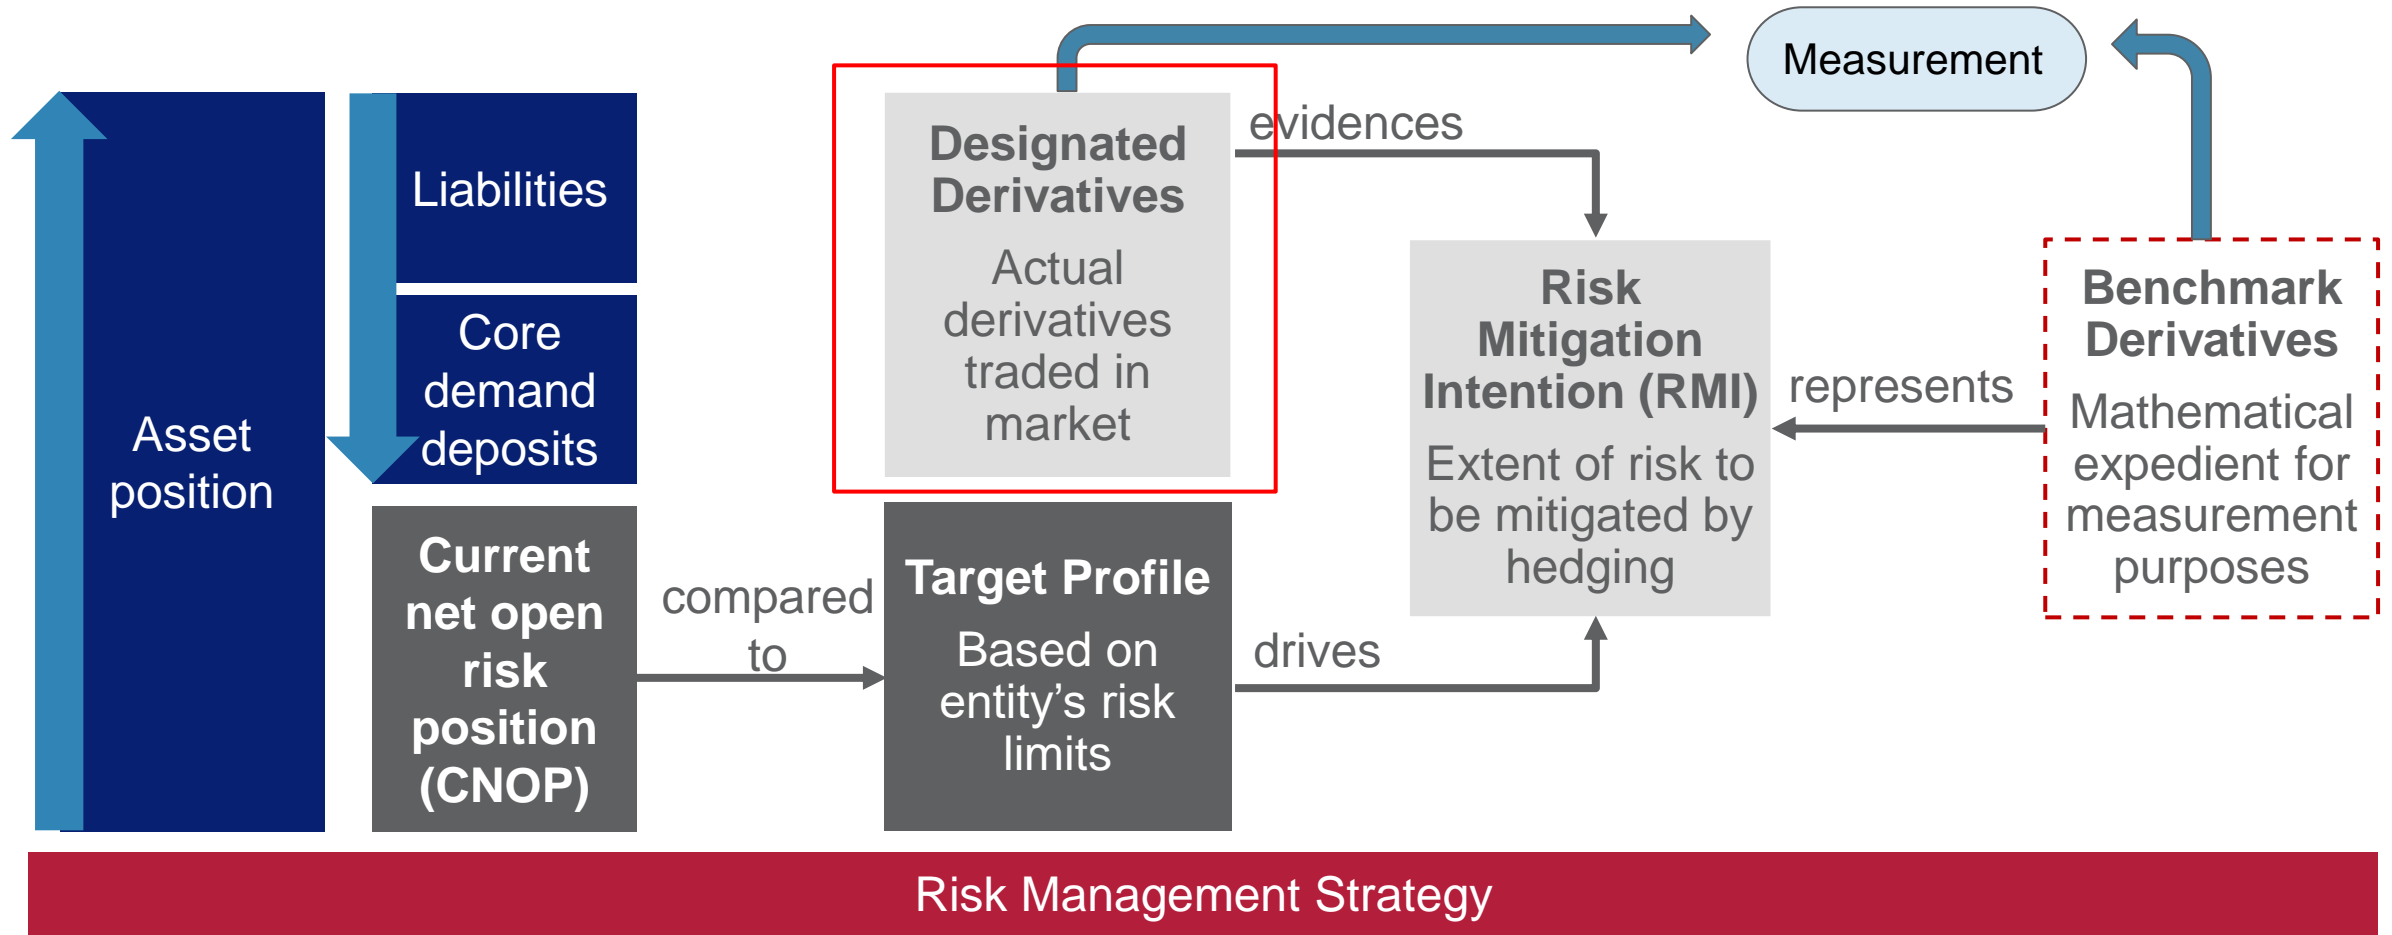 Measurement
Asset
position
Liabilities
Core
demand
deposits
Current
net open
risk
position
(CNOP)
compared
to
Designated
Derivatives
Actual
derivatives
traded in
market
evidences
Target Profile
Based on
entity’s risk
limits
drives
Risk
Mitigation
Intention (RMI)
Extent of risk to
be mitigated by
hedging
represents
Benchmark
Derivatives
Mathematical
expedient for
measurement
purposes
Risk Management Strategy